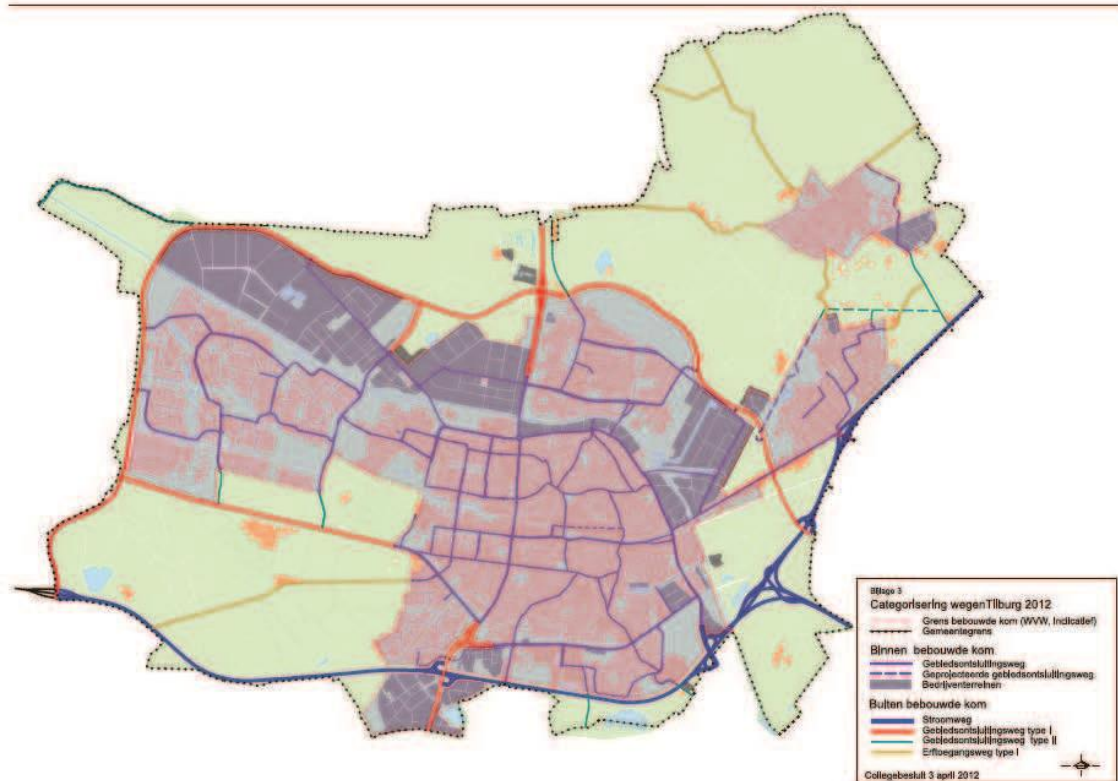 Bijlage 3
Categorisering wegen Tilburg 2012
Grens bebouwde kom (WVW, Indicatief)
Gemeentegrens
Binnen bebouwde kom
Gebiedsontsluitingsweg
Geprojecteerde gebiedsontsluitingsweg
Bedrijventerreinen
Buiten bebouwde kom
Stroomweg
Gebiedsontsluitingsweg type I
Gebiedsontsluitingsweg type II
Erftoegangsweg type I
Collegebesluit 3 april 2012